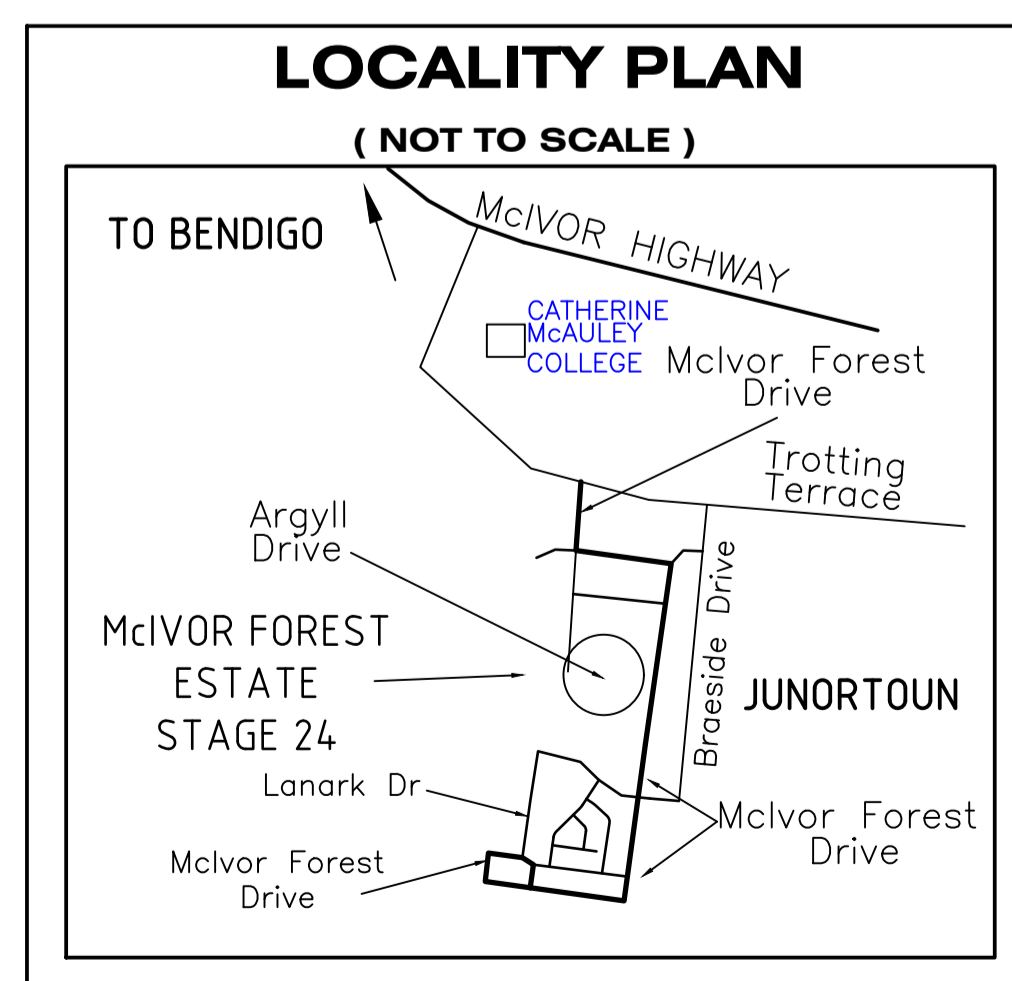 LOCALITY PLAN
( NOT TO SCALE )
TO BENDIGO
McIVOR HIGHWAY
CATHERINE
McAULEY
COLLEGE
McIvor Forest
Drive
Trotting
Terrace
Argyll
Drive
Braeside Drive
McIVOR FOREST
ESTATE
STAGE 24
JUNORTOUN
Lanark Dr
McIvor Forest
Drive
McIvor Forest
Drive